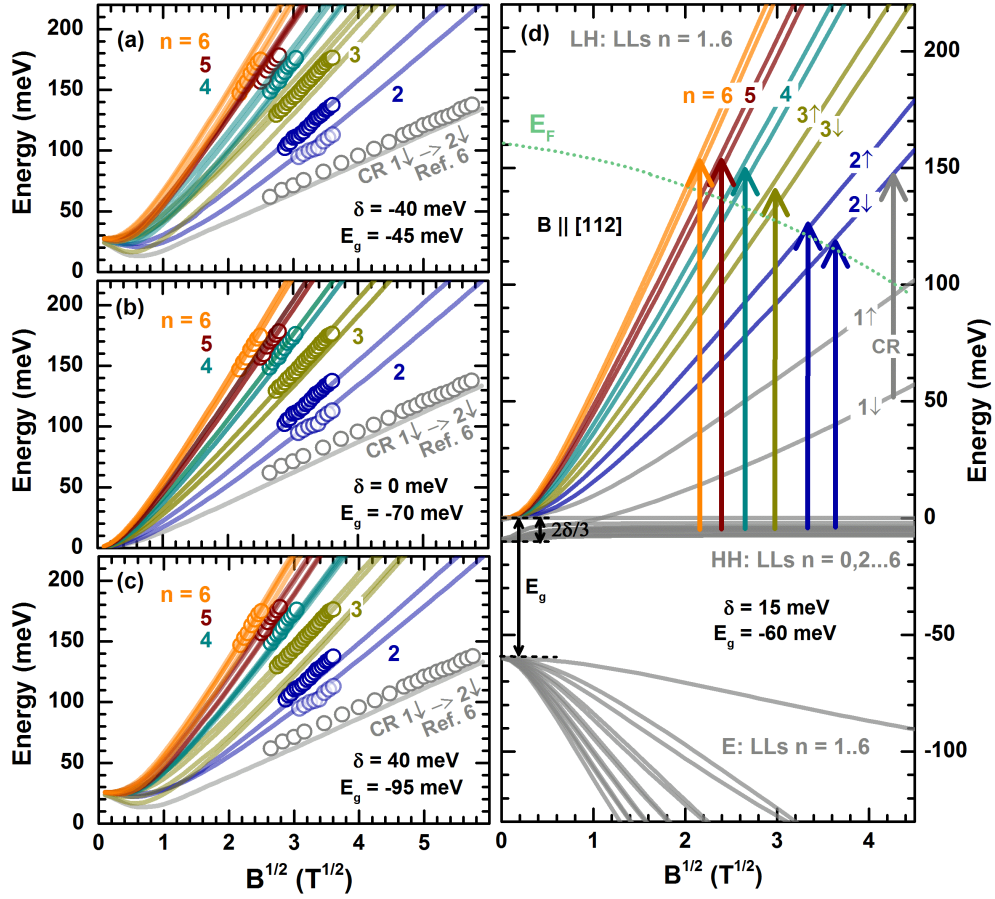 (a)
n = 6
5
4
3
2
CR 1↓ –> 2↓
Ref. 6
δ = -40 meV
E_g = -45 meV
Energy (meV)
200
150
100
50
0
(b)
n = 6
5
4
3
2
CR 1↓ –> 2↓
Ref. 6
δ = 0 meV
E_g = -70 meV
Energy (meV)
200
150
100
50
0
(c)
n = 6
5
4
3
2
CR 1↓ –> 2↓
Ref. 6
δ = 40 meV
E_g = -95 meV
Energy (meV)
200
150
100
50
0
0 1 2 3 4 5
B^1/2 (T^1/2)
(d)
LH: LLs n = 1..6
n = 6 5 4
3↑
3↓
E_F
2↑
2↓
B || [112]
1↑
CR
1↓
2δ/3
HH: LLs n = 0,2...6
E_g
δ = 15 meV
E_g = -60 meV
E: LLs n = 1..6
200
150
100
50
0
-50
-100
Energy (meV)
0 1 2 3 4
B^1/2 (T^1/2)